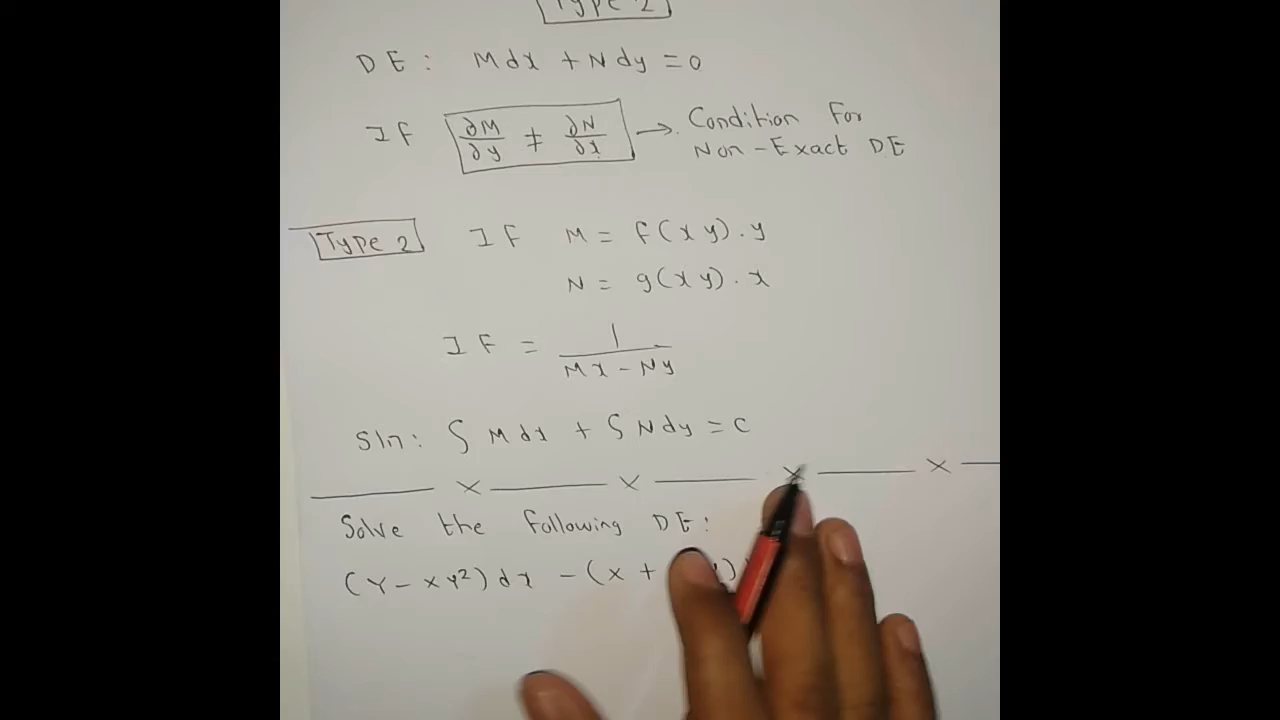 Type 2
DE: Mdx + Ndy = 0
IF ∂M/∂y ≠ ∂N/∂x → Condition For
Non-Exact DE
Type 2 IF M = F(xy).y
N = g(xy).x
IF = 1/(Mx - Ny)
Sln: ∫ Mdx + ∫ Ndy = c
Solve the Following DE:
(Y - xY²)dx - (x +